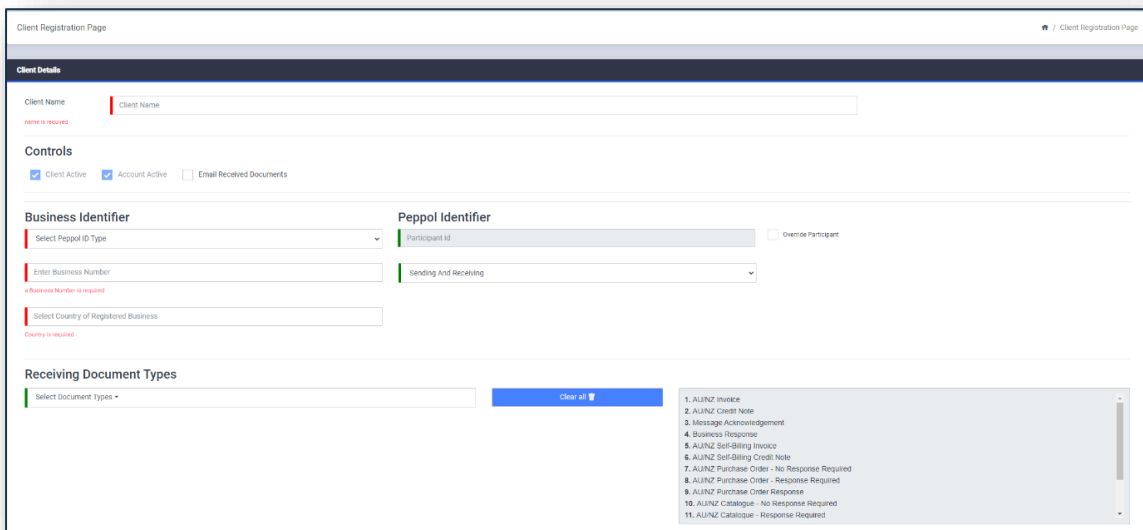 Client Registration Page
/ Client Registration Page
Client Details
Client Name
Client Name
name is required
Controls
Client Active Account Active Email Received Documents
Business Identifier Peppol Identifier
Select Peppol ID Type Participant Id Override Participant
Enter Business Number Sending And Receiving
a Business Number is required
Select Country of Registered Business
Country is required
Receiving Document Types
Select Document Types Clear all
1. AU/NZ Invoice
2. AU/NZ Credit Note
3. Message Acknowledgement
4. Business Response
5. AU/NZ Self-Billing Invoice
6. AU/NZ Self-Billing Credit Note
7. AU/NZ Purchase Order - No Response Required
8. AU/NZ Purchase Order - Response Required
9. AU/NZ Purchase Order Response
10. AU/NZ Catalogue - No Response Required
11. AU/NZ Catalogue - Response Required